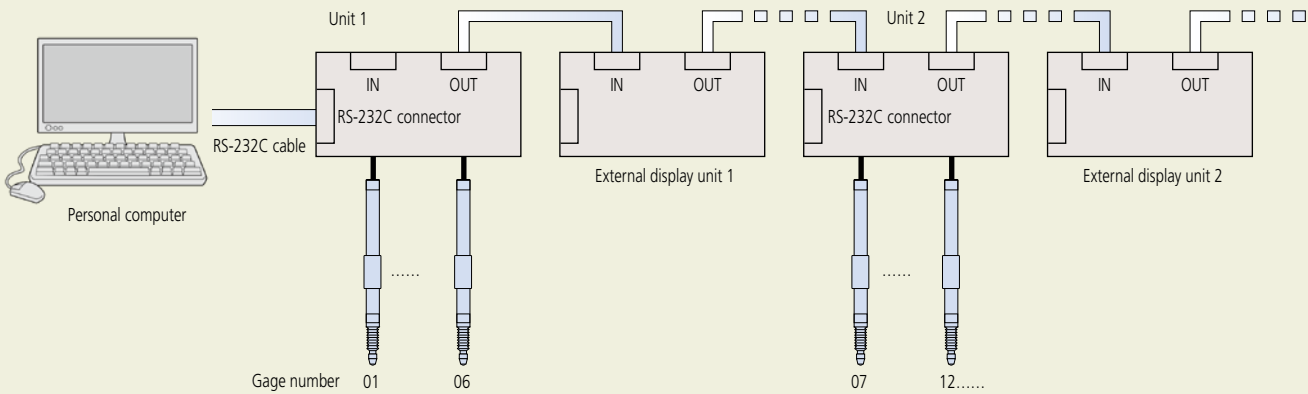 Unit 1
Unit 2
IN
OUT
IN
OUT
IN
OUT
IN
OUT
RS-232C connector
RS-232C connector
RS-232C cable
External display unit 1
External display unit 2
Personal computer
......
......
Gage number
01
06
07
12......